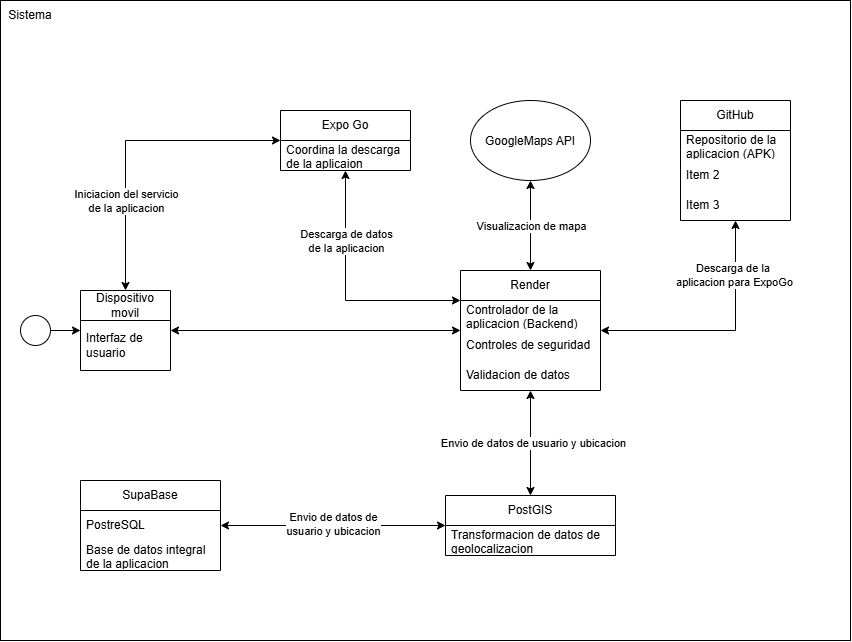 Sistema
Expo Go
Coordina la descarga
de la aplicaion
GoogleMaps API
GitHub
Repositorio de la
aplicacion (APK)
Item 2
Item 3
Iniciacion del servicio
de la aplicacion
Descarga de datos
de la aplicacion
Visualizacion de mapa
Descarga de la
aplicacion para ExpoGo
Dispositivo
movil
Interfaz de
usuario
Render
Controlador de la
aplicacion (Backend)
Controles de seguridad
Validacion de datos
Envio de datos de usuario y ubicacion
SupaBase
PostreSQL
Base de datos integral
de la aplicacion
Envio de datos de
usuario y ubicacion
PostGIS
Transformacion de datos de
geolocalizacion